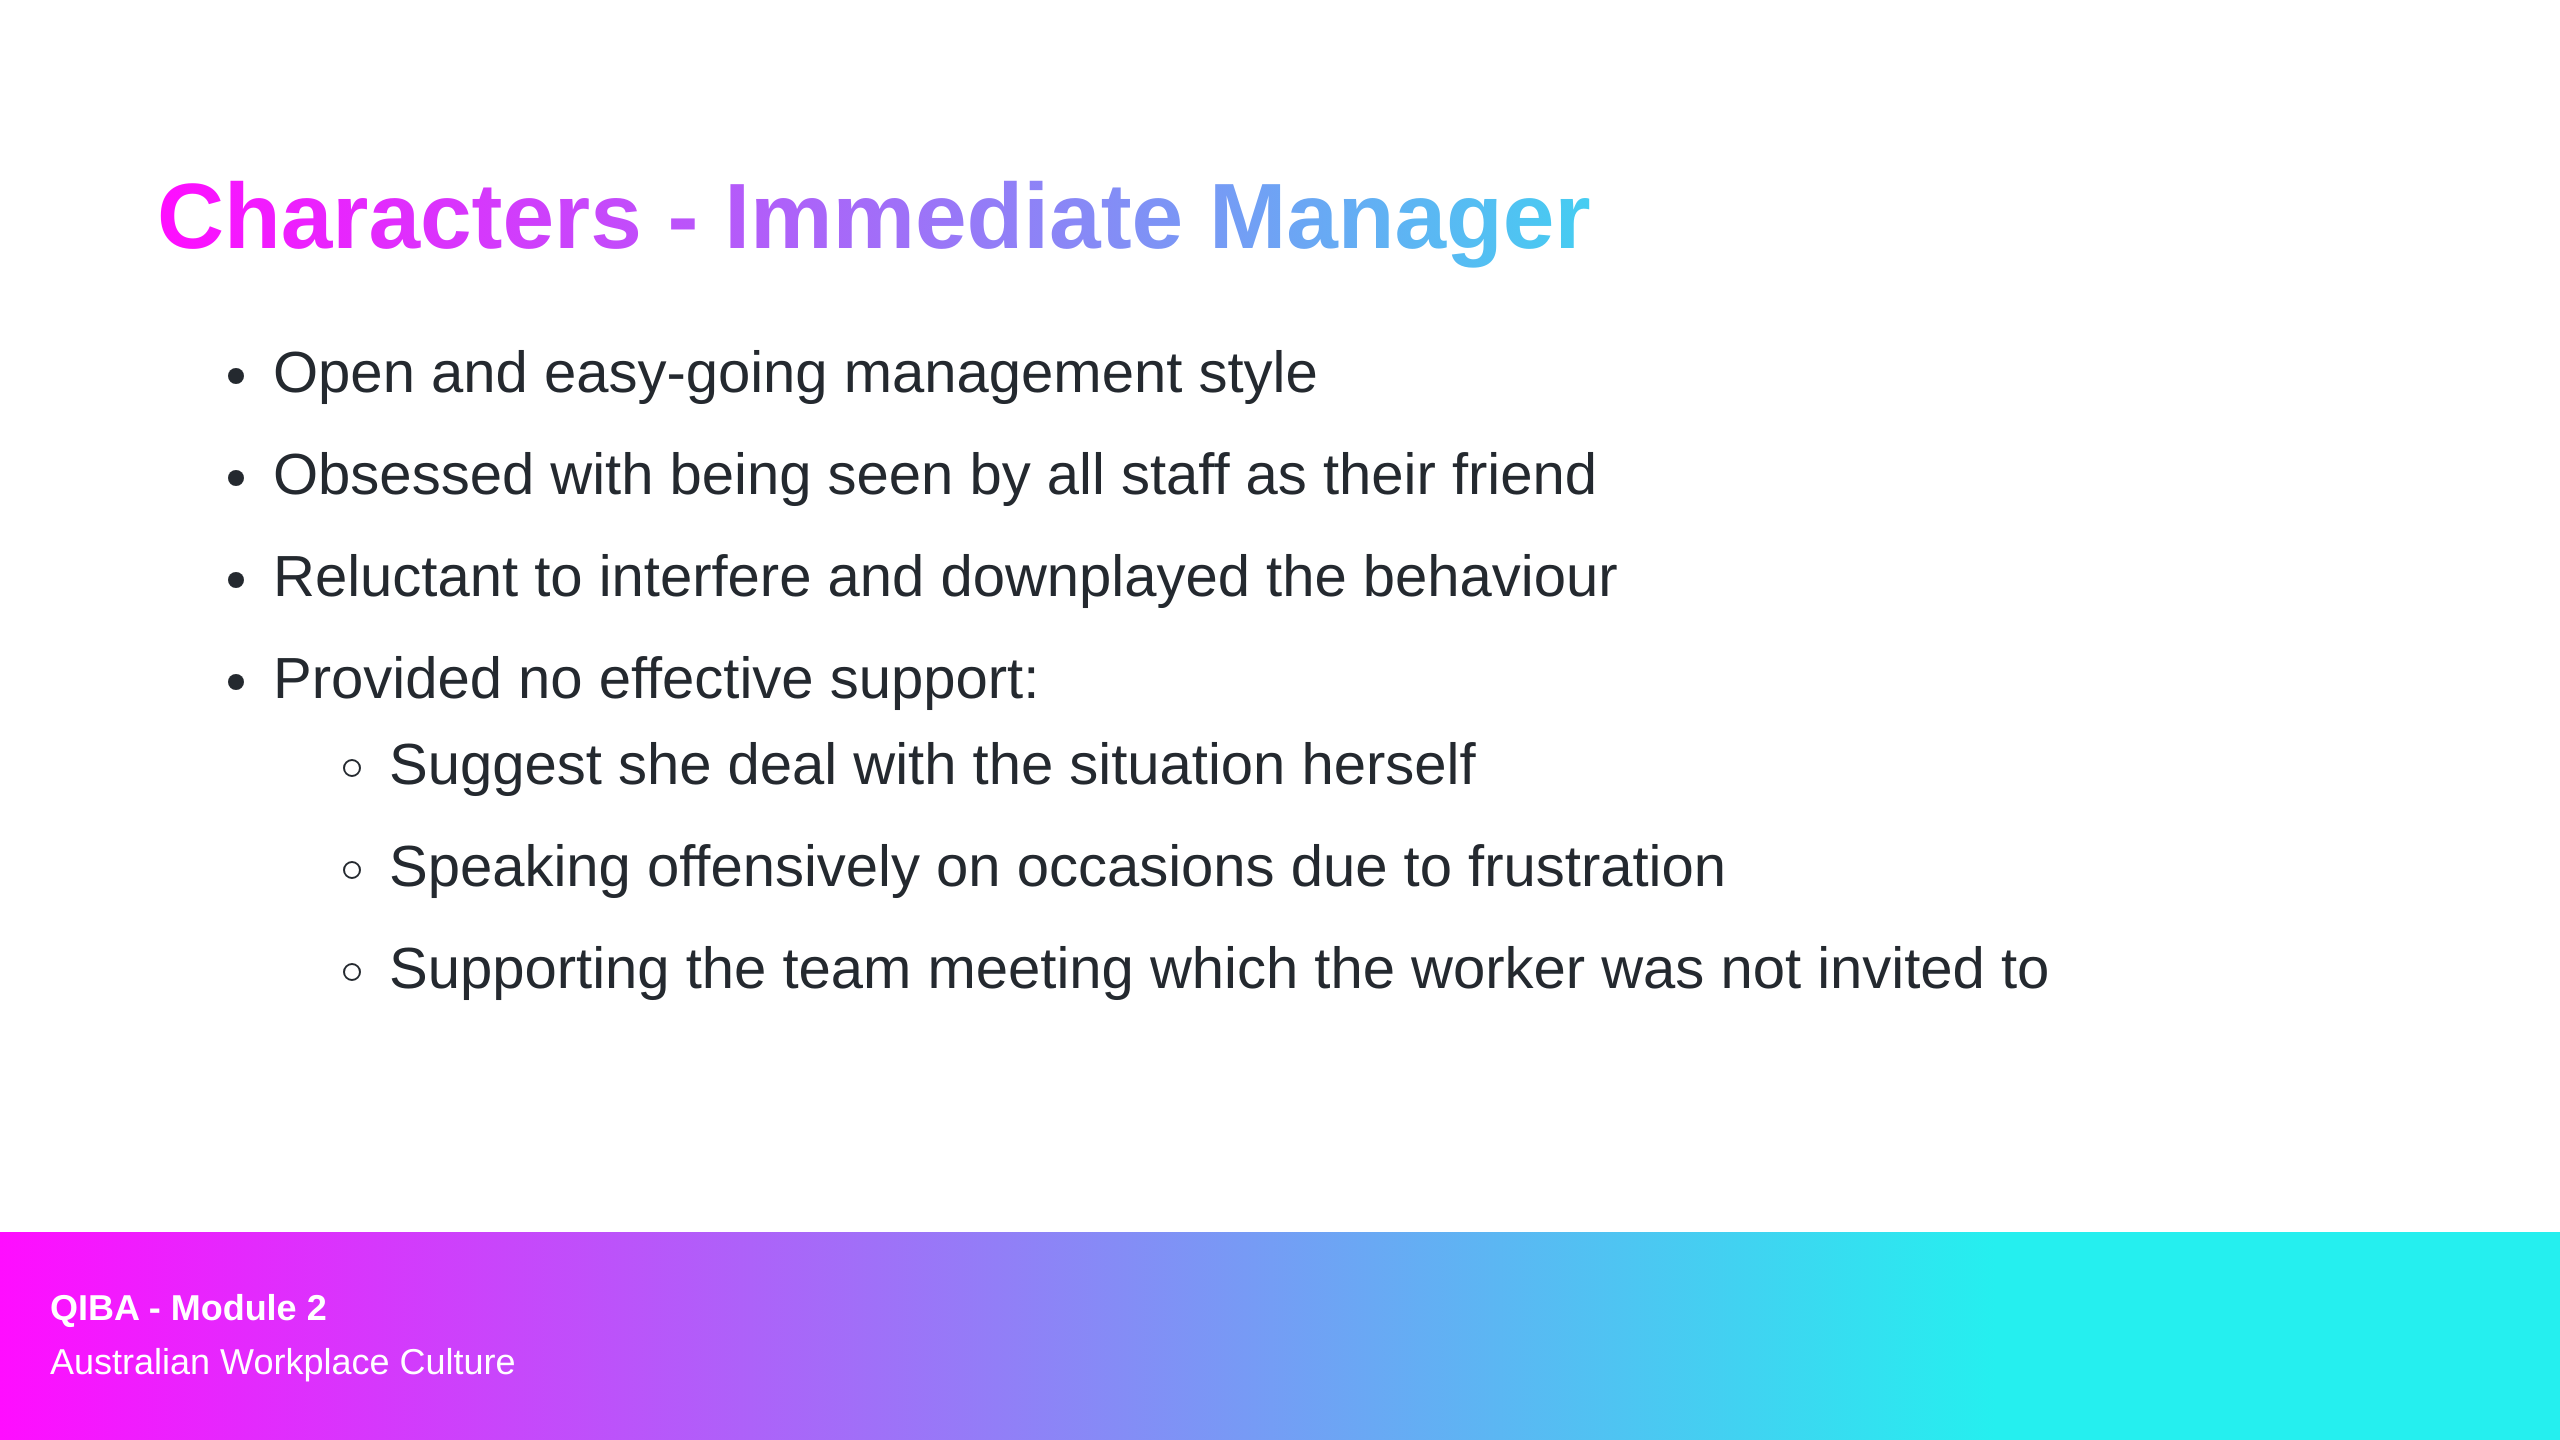 Characters - Immediate Manager
• Open and easy-going management style
• Obsessed with being seen by all staff as their friend
• Reluctant to interfere and downplayed the behaviour
• Provided no effective support:
○ Suggest she deal with the situation herself
○ Speaking offensively on occasions due to frustration
○ Supporting the team meeting which the worker was not invited to
QIBA - Module 2
Australian Workplace Culture